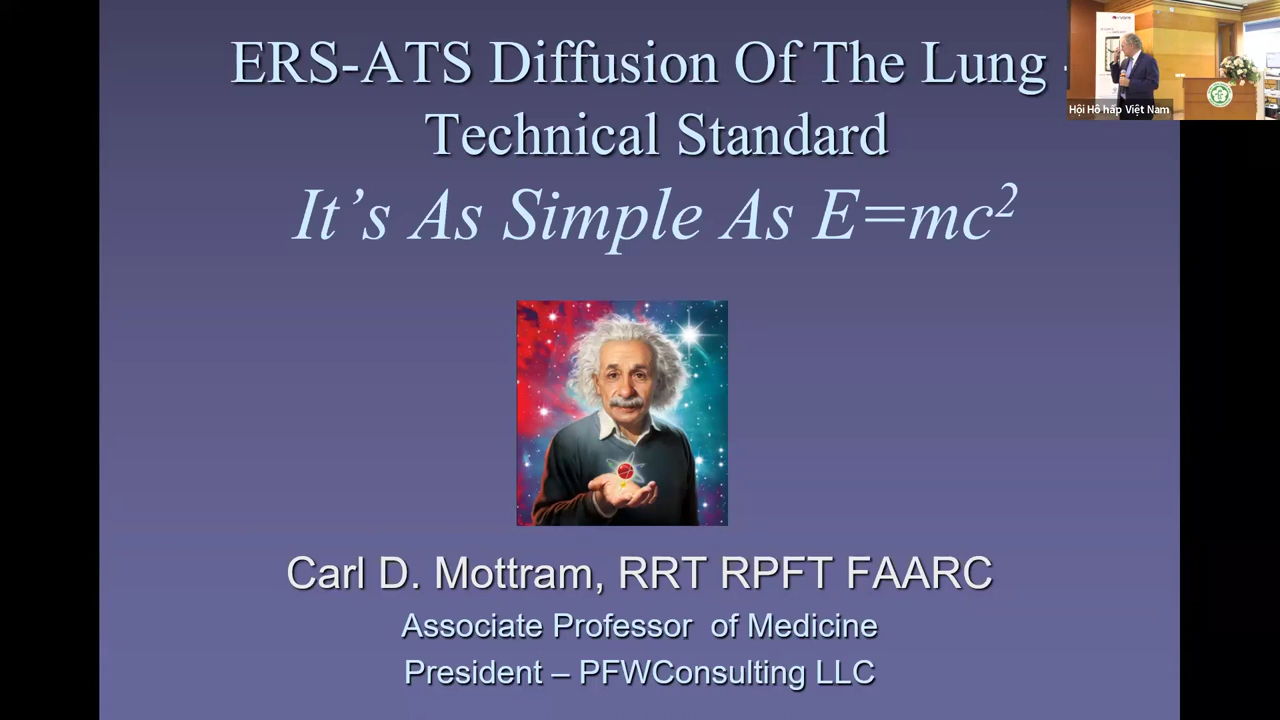 ERS-ATS Diffusion Of The Lung -
Technical Standard
It’s As Simple As E=mc²
Hội Hô hấp Việt Nam
Carl D. Mottram, RRT RPFT FAARC
Associate Professor of Medicine
President – PFWConsulting LLC